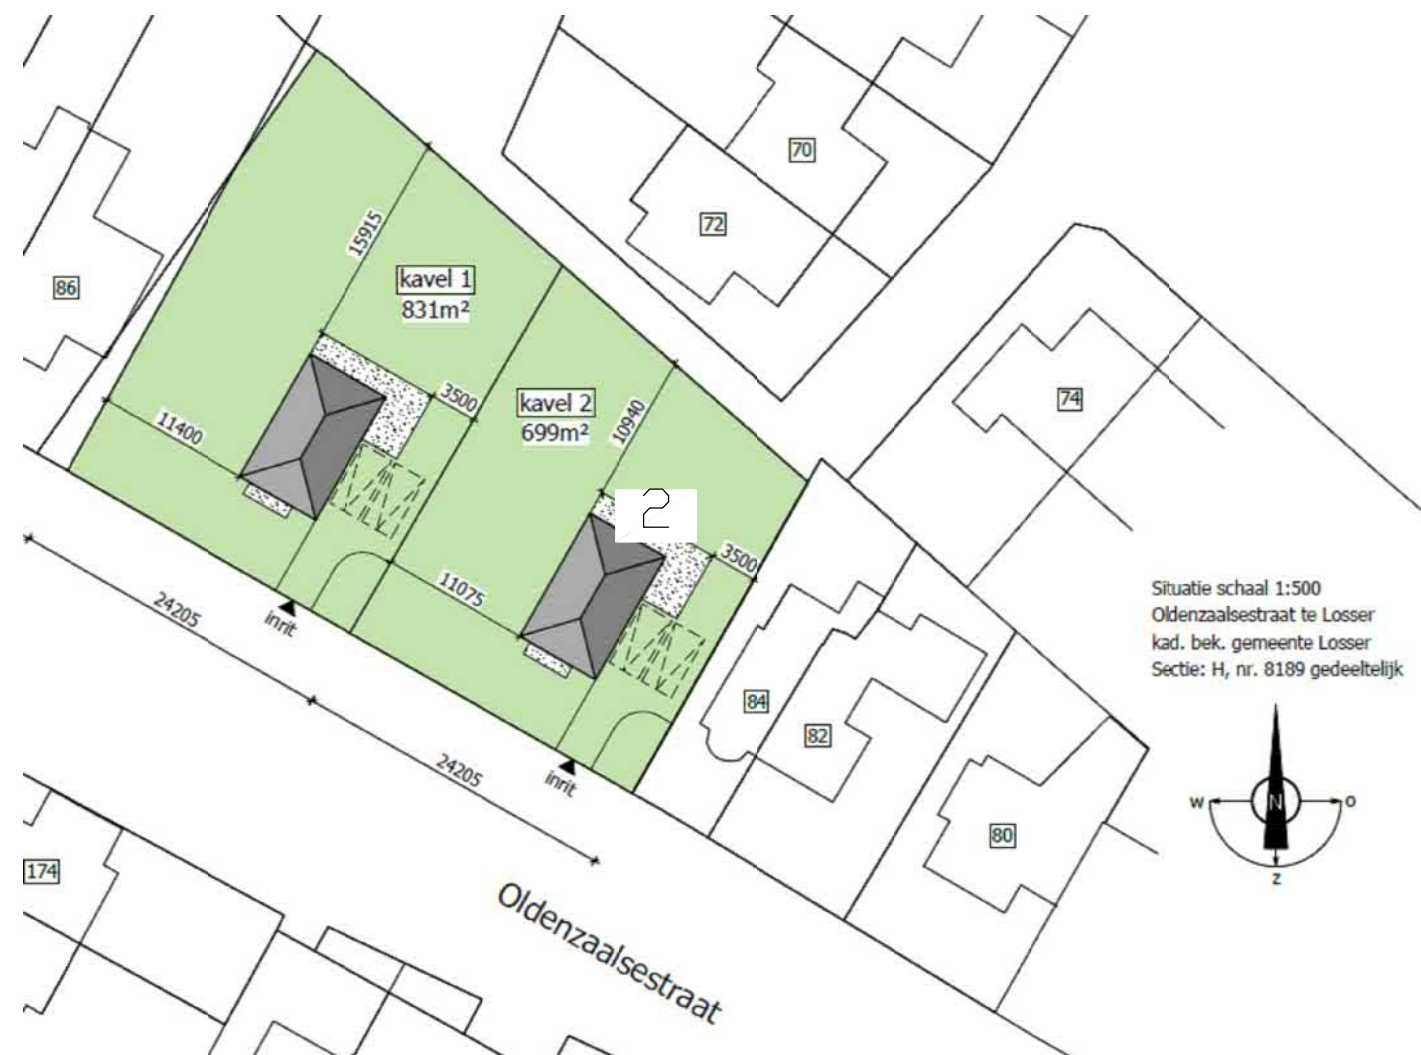 70
72
86
15915
kavel 1
831m²
74
3500
kavel 2
699m²
10940
11400
2
3500
11075
24205
inrit
Situatie schaal 1:500
Oldenzaalsestraat te Losser
kad. bek. gemeente Losser
Sectie: H, nr. 8189 gedeeltelijk
84
82
24205
inrit
80
N
w
o
z
174
Oldenzaalsestraat